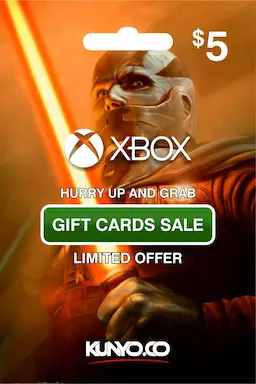 $5
XBOX
HURRY UP AND GRAB
GIFT CARDS SALE
LIMITED OFFER
KUNYO.CO